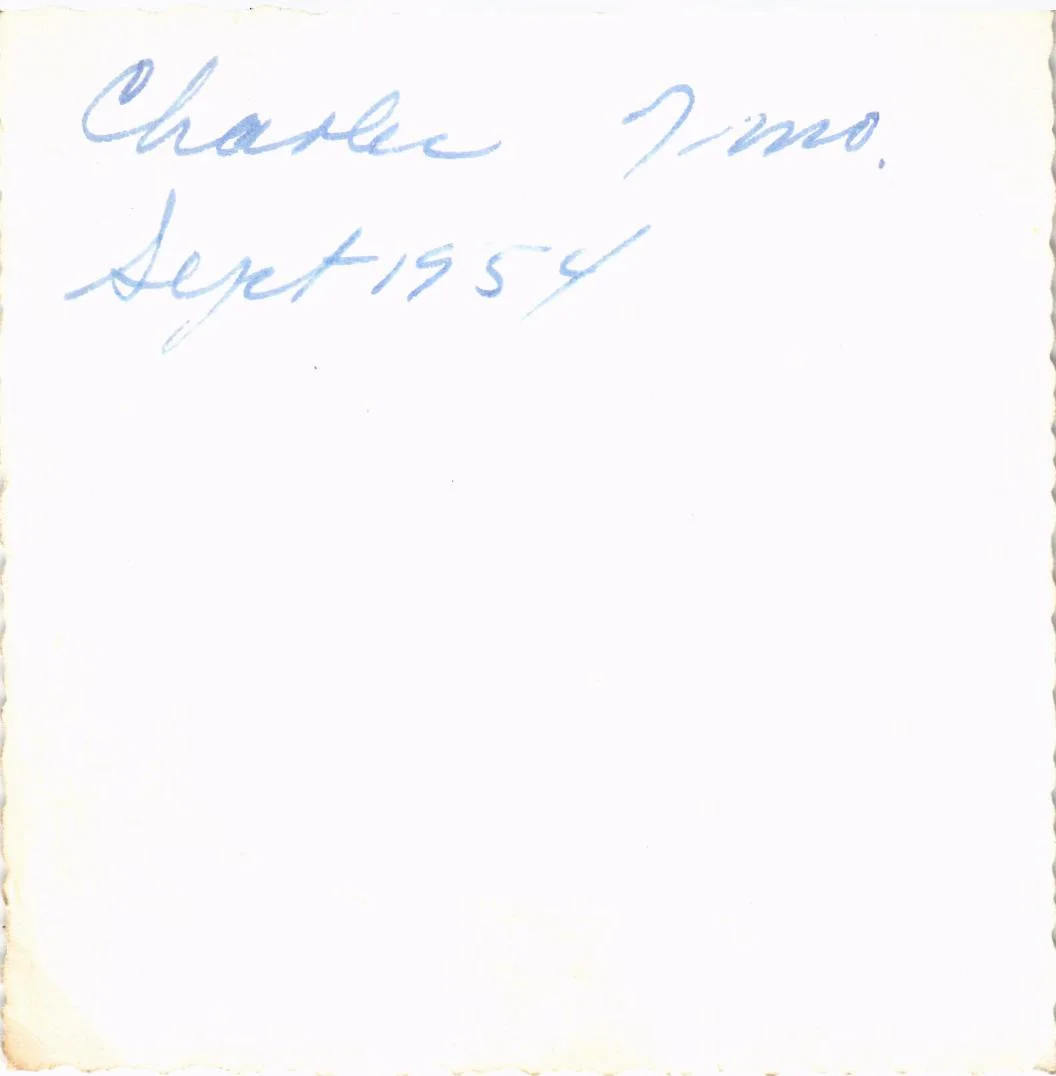 Charles 7 mo.
Sept 1954